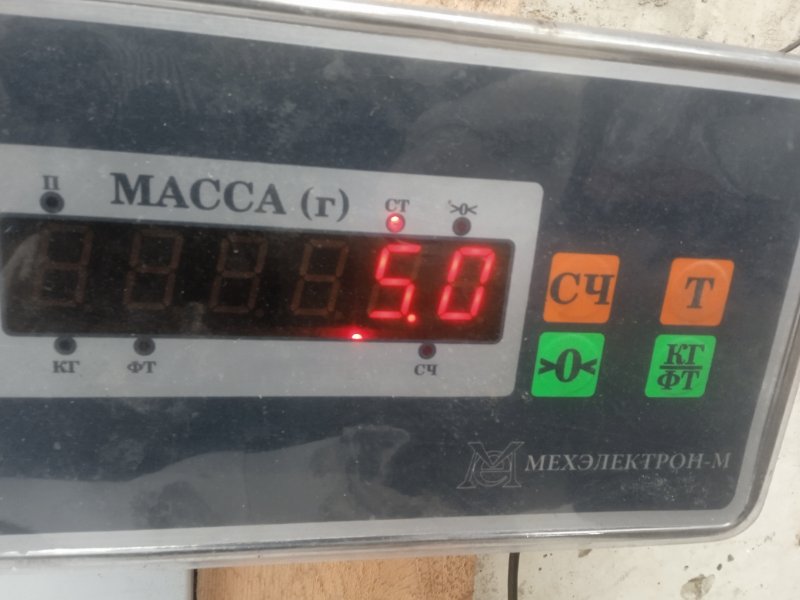 П
МАССА (г)
СТ
>0<
5.0
СЧ
Т
>0<
КГ
ФТ
КГ
ФТ
СЧ
МЕХЭЛЕКТРОН-М